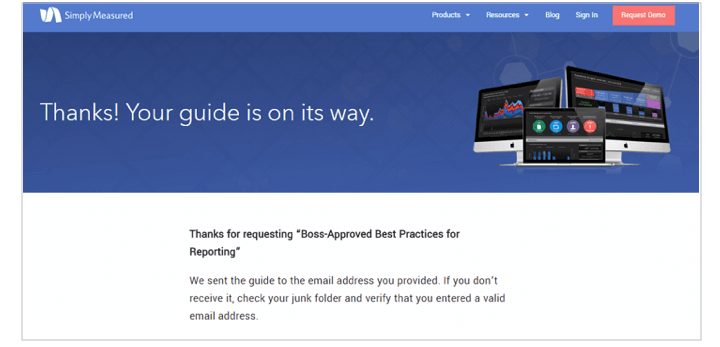 Simply Measured
Products Resources Blog Sign In Request Demo
Thanks! Your guide is on its way.
Thanks for requesting “Boss-Approved Best Practices for
Reporting”
We sent the guide to the email address you provided. If you don’t
receive it, check your junk folder and verify that you entered a valid
email address.